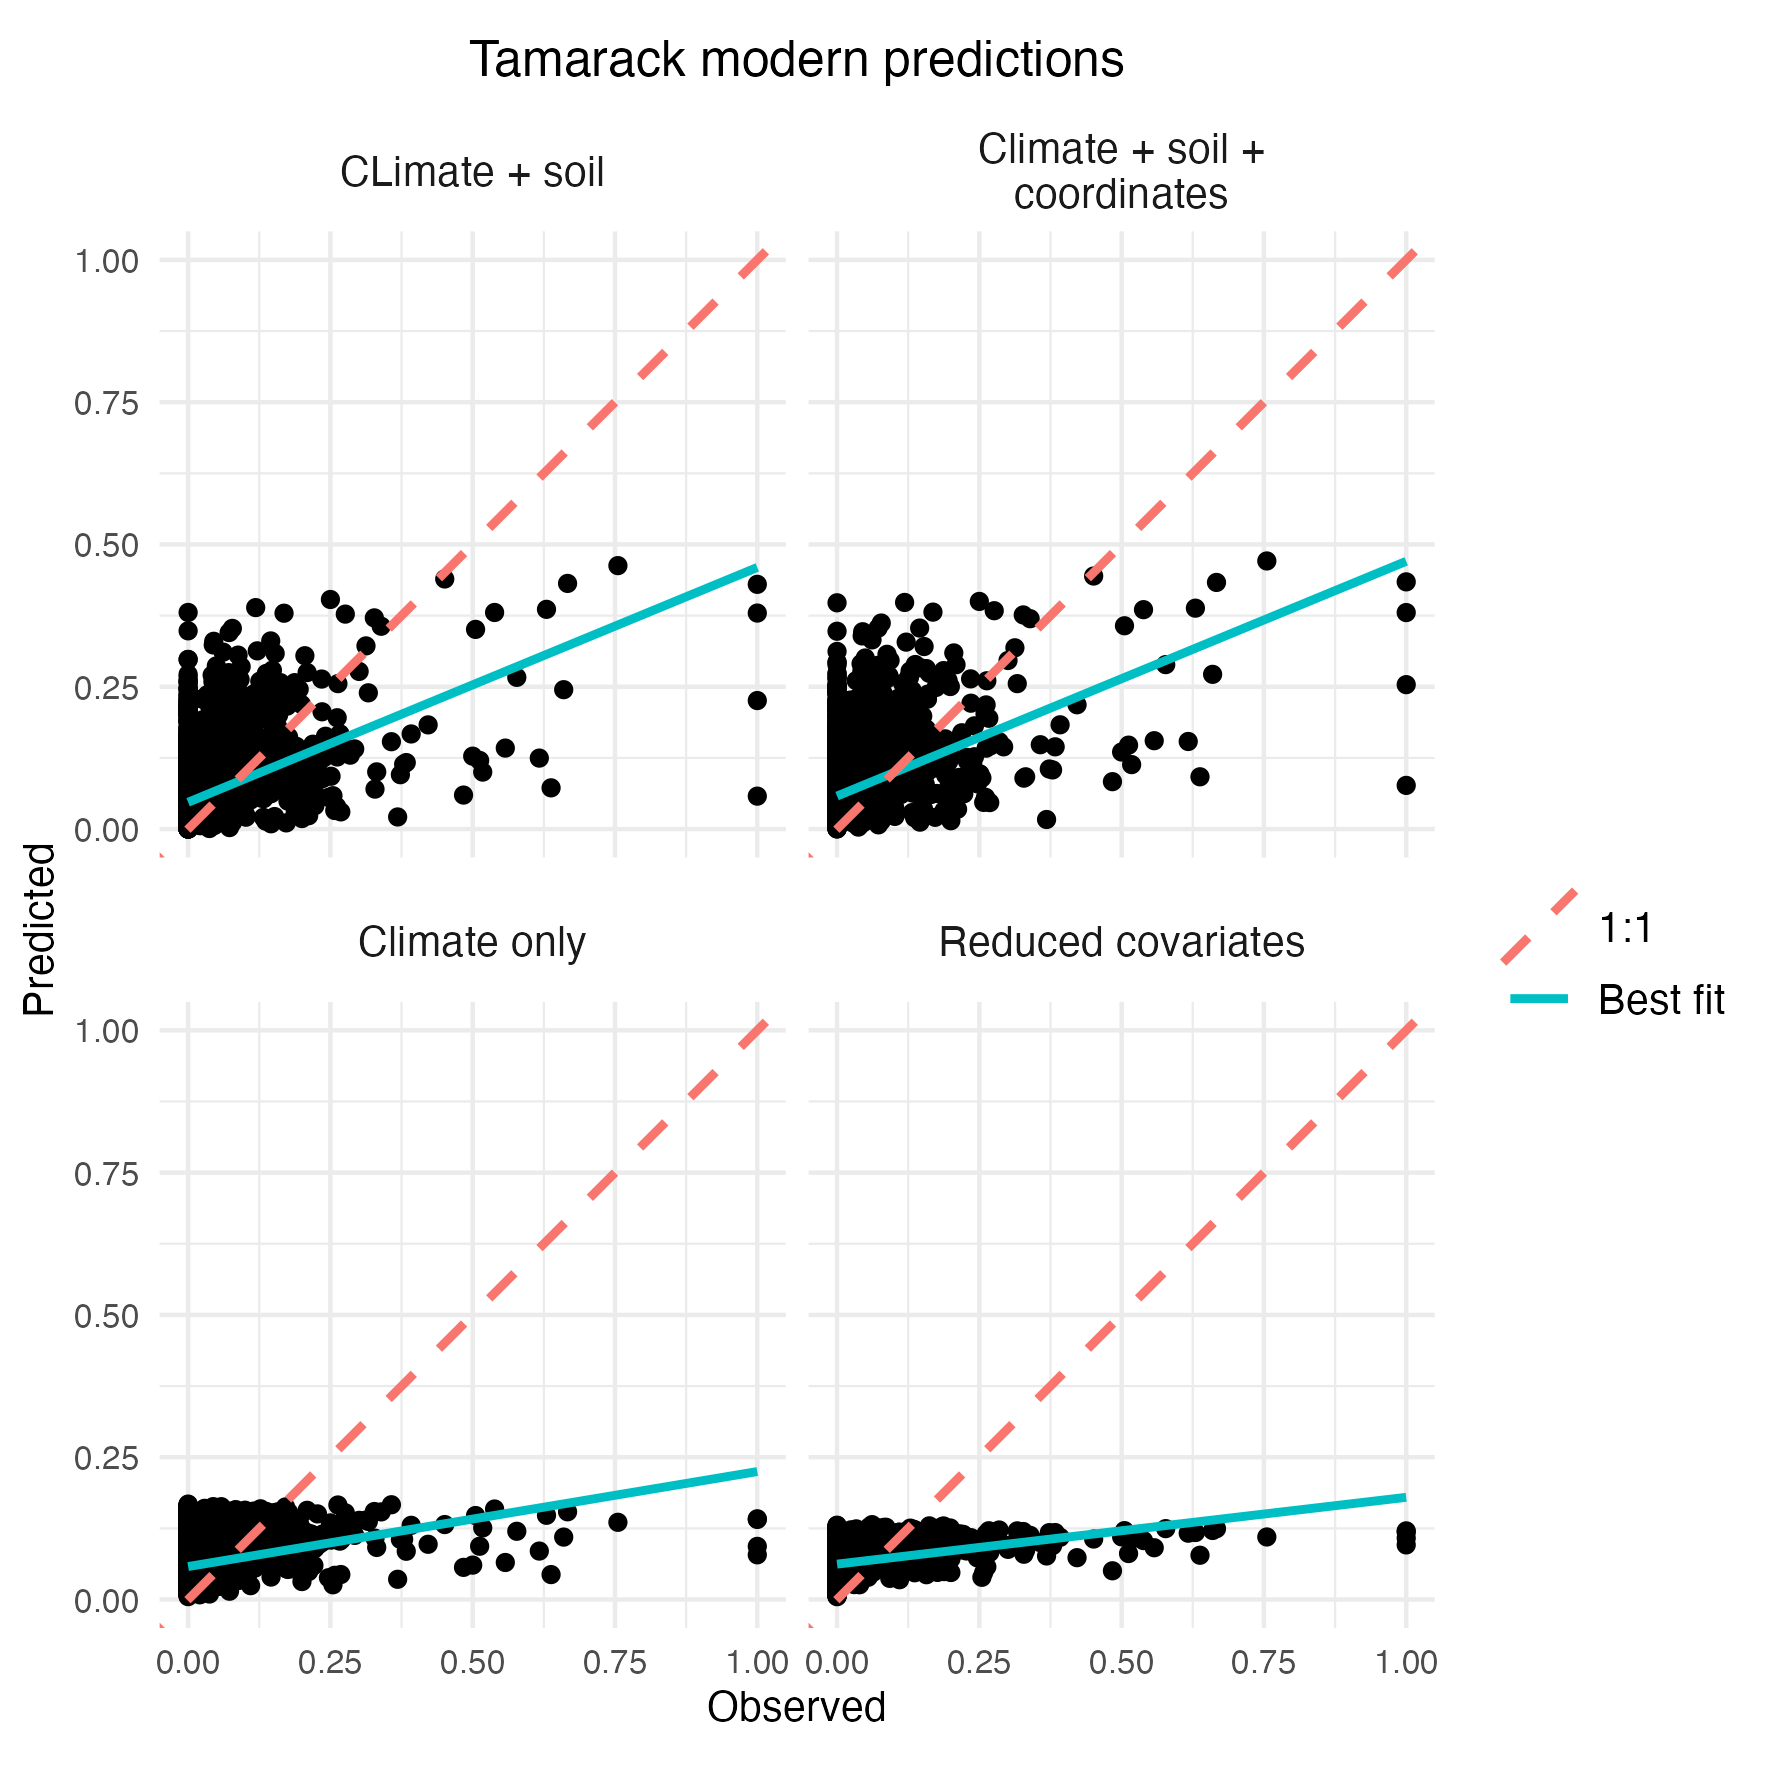 Tamarack modern predictions
CLimate + soil
Climate + soil +
coordinates
1.00
0.75
0.50
0.25
0.00
Predicted
Climate only
Reduced covariates
1:1
Best fit
1.00
0.75
0.50
0.25
0.00
0.00 0.25 0.50 0.75 1.00 0.00 0.25 0.50 0.75 1.00
Observed